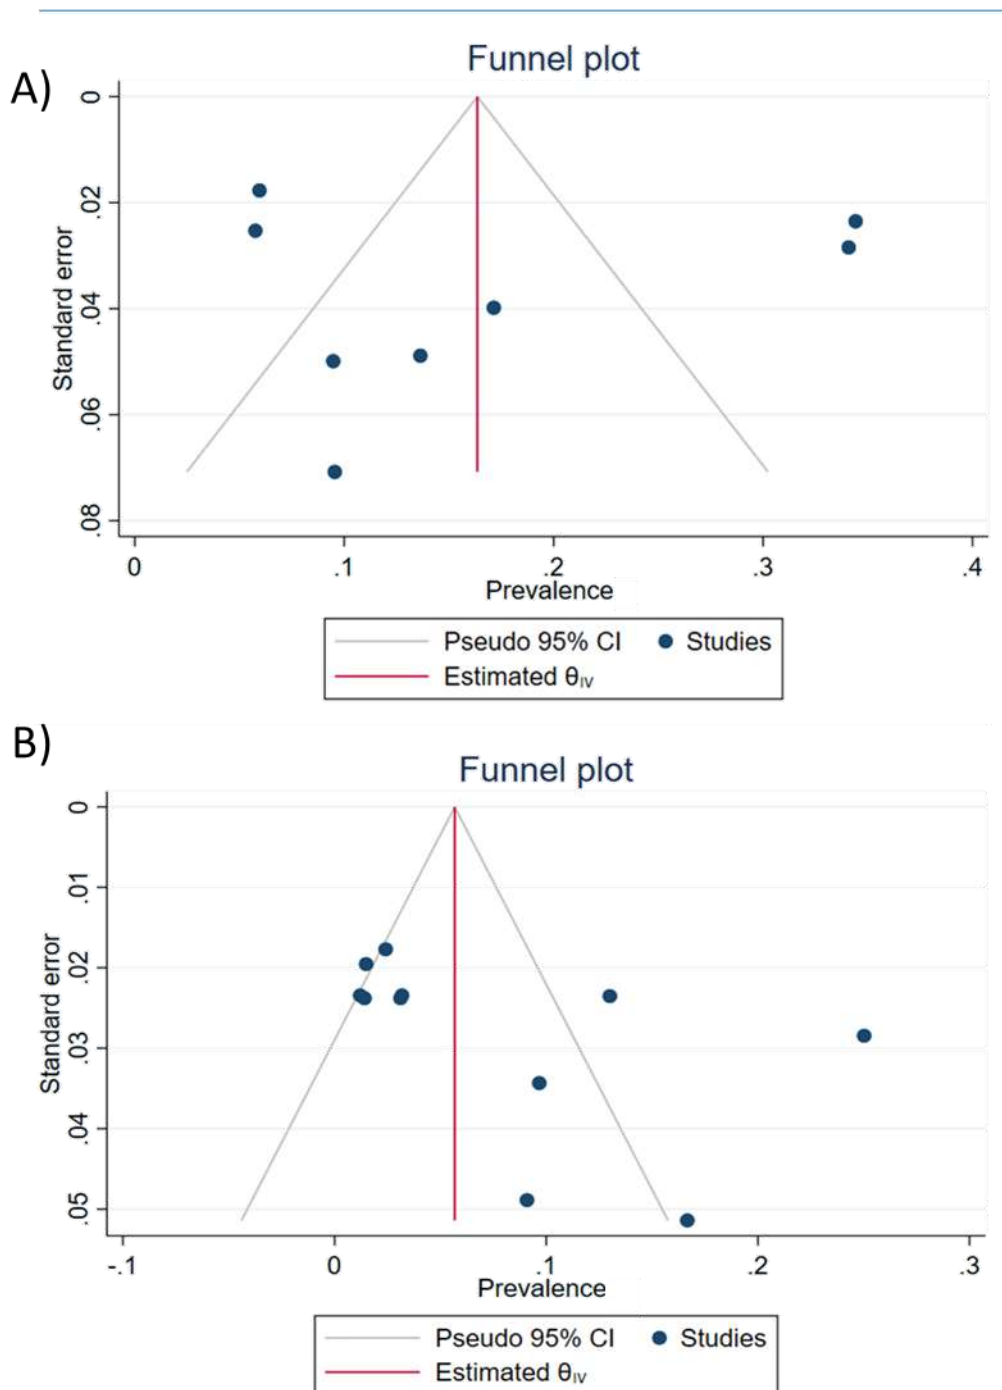 A)
Funnel plot
Standard error
0
.02
.04
.06
.08
0 .1 .2 .3 .4
Prevalence
Pseudo 95% CI Studies
Estimated θIV
B)
Funnel plot
Standard error
0
.01
.02
.03
.04
.05
-.1 0 .1 .2 .3
Prevalence
Pseudo 95% CI Studies
Estimated θIV